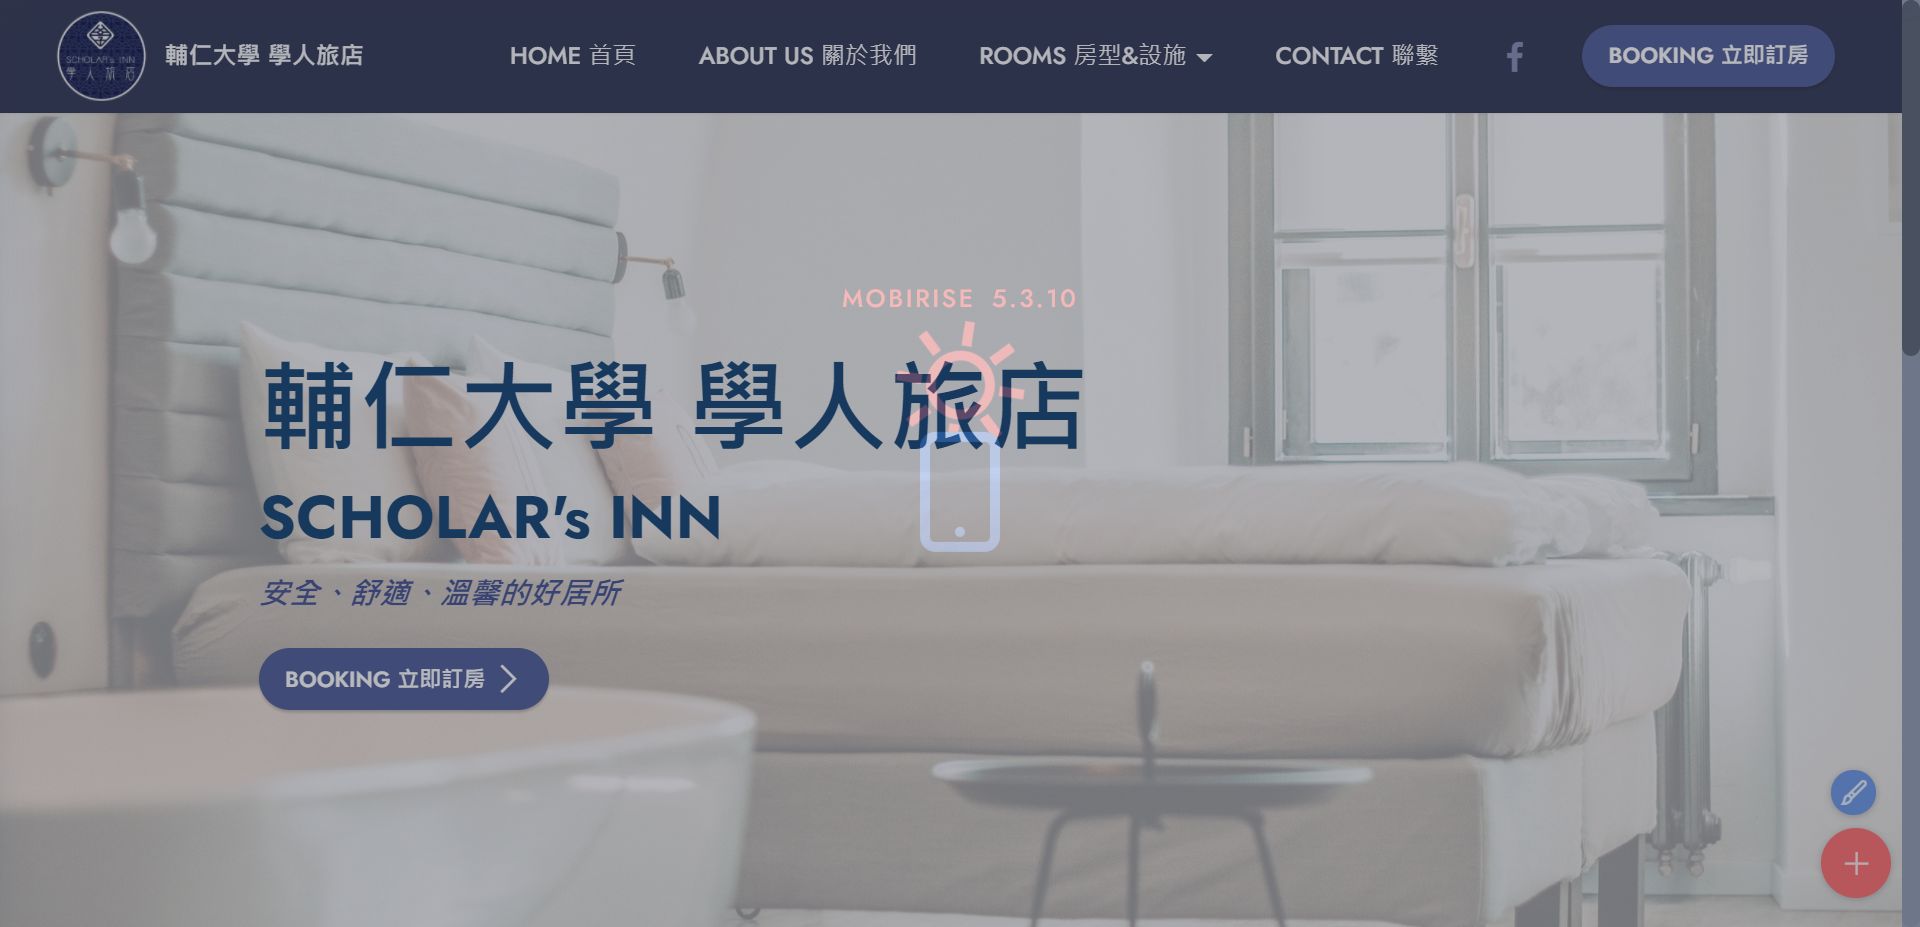 SCHOLAR's INN
學人旅店
輔仁大學 學人旅店
HOME 首頁
ABOUT US 關於我們
ROOMS 房型&設施
CONTACT 聯繫
BOOKING 立即訂房
MOBIRISE 5.3.10
輔仁大學 學人旅店
SCHOLAR's INN
安全、舒適、溫馨的好居所
BOOKING 立即訂房